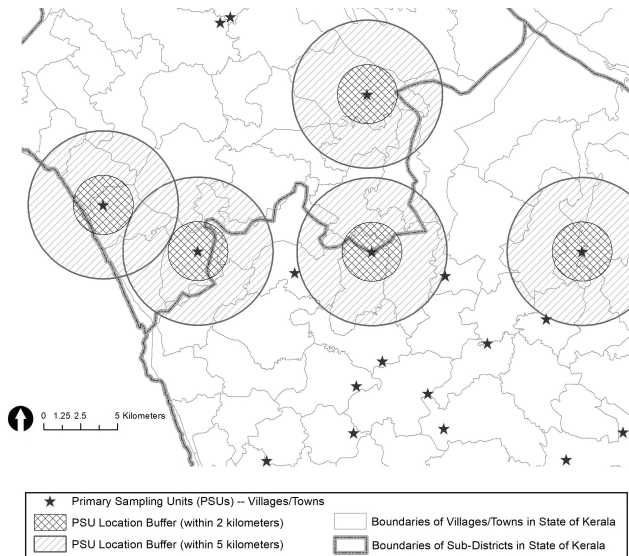 0 1.25 2.5 5 Kilometers
Primary Sampling Units (PSUs) -- Villages/Towns
PSU Location Buffer (within 2 kilometers) Boundaries of Villages/Towns in State of Kerala
PSU Location Buffer (within 5 kilometers) Boundaries of Sub-Districts in State of Kerala